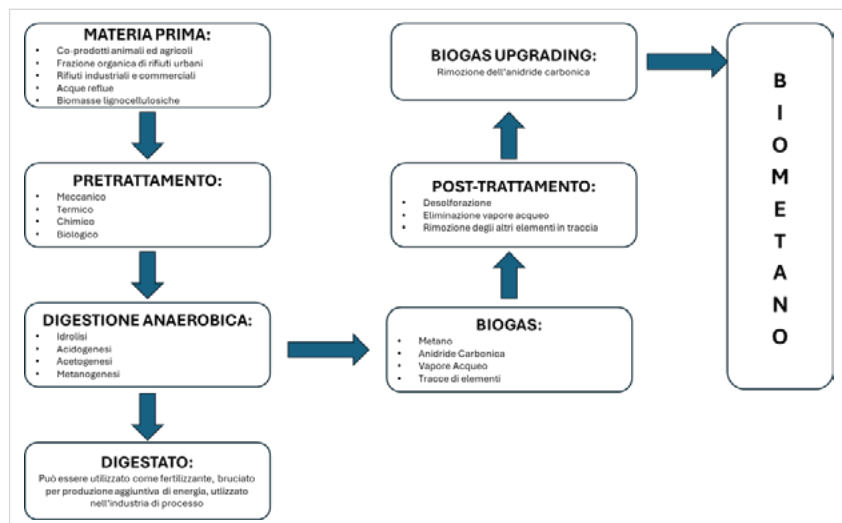 MATERIA PRIMA:
• Co-prodotti animali ed agricoli
• Frazione organica di rifiuti urbani
• Rifiuti industriali e commerciali
• Acque reflue
• Biomasse lignocellulosiche
PRETRATTAMENTO:
• Meccanico
• Termico
• Chimico
• Biologico
DIGESTIONE ANAEROBICA:
• Idrolisi
• Acidogenesi
• Acetogenesi
• Metanogenesi
DIGESTATO:
Può essere utilizzato come fertilizzante, bruciato
per produzione aggiuntiva di energia, utlizzato
nell'industria di processo
BIOGAS:
• Metano
• Anidride Carbonica
• Vapore Acqueo
• Tracce di elementi
POST-TRATTAMENTO:
• Desolforazione
• Eliminazione vapore acqueo
• Rimozione degli altri elementi in traccia
BIOGAS UPGRADING:
Rimozione dell'anidride carbonica
B
I
O
M
E
T
A
N
O